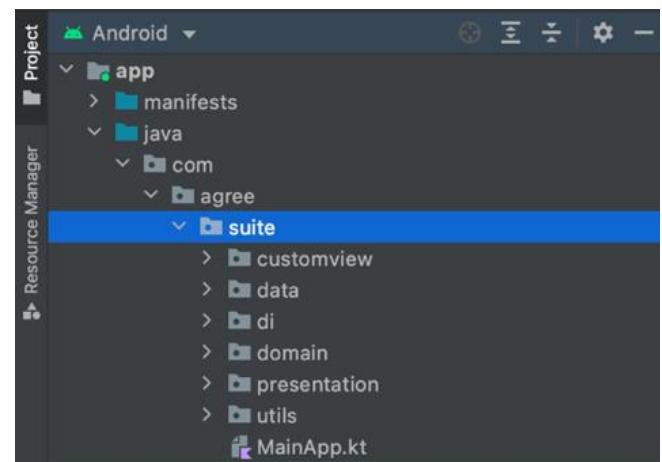 Project
Resource Manager
Android
app
manifests
java
com
agree
suite
customview
data
di
domain
presentation
utils
MainApp.kt